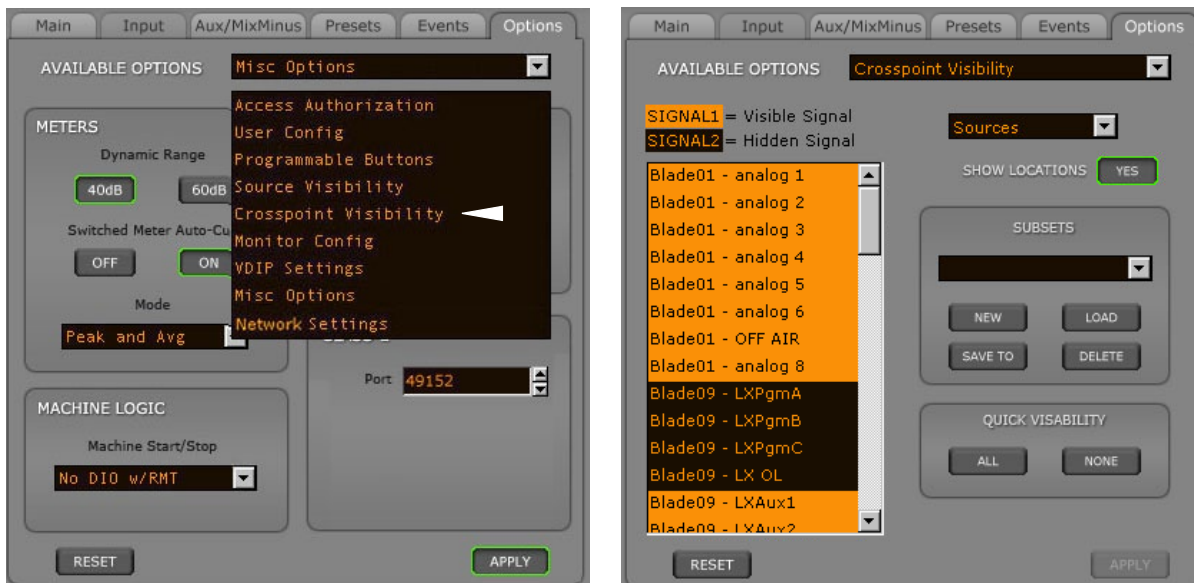 Main Input Aux/MixMinus Presets Events Options
AVAILABLE OPTIONS Misc Options
Access Authorization
User Config
Programmable Buttons
Source Visibility
Crosspoint Visibility
Monitor Config
VDIP Settings
Misc Options
Network Settings
METERS
Dynamic Range
40dB 60dB
Switched Meter
OFF ON
Mode
Peak and Avg
Port 49152
MACHINE LOGIC
Machine Start/Stop
No DIO w/RMT
RESET APPLY
Main Input Aux/MixMinus Presets Events Options
AVAILABLE OPTIONS Crosspoint Visibility
SIGNAL1 = Visible Signal
SIGNAL2 = Hidden Signal
Sources
SHOW LOCATIONS YES
Blade01 - analog 1
Blade01 - analog 2
Blade01 - analog 3
Blade01 - analog 4
Blade01 - analog 5
Blade01 - analog 6
Blade01 - OFF AIR
Blade01 - analog 8
Blade09 - LXPgmA
Blade09 - LXPgmB
Blade09 - LXPgmC
Blade09 - LX OL
Blade09 - LXAux1
Blade09 - LXAux2
SUBSETS
NEW LOAD
SAVE TO DELETE
QUICK VISABILITY
ALL NONE
RESET APPLY